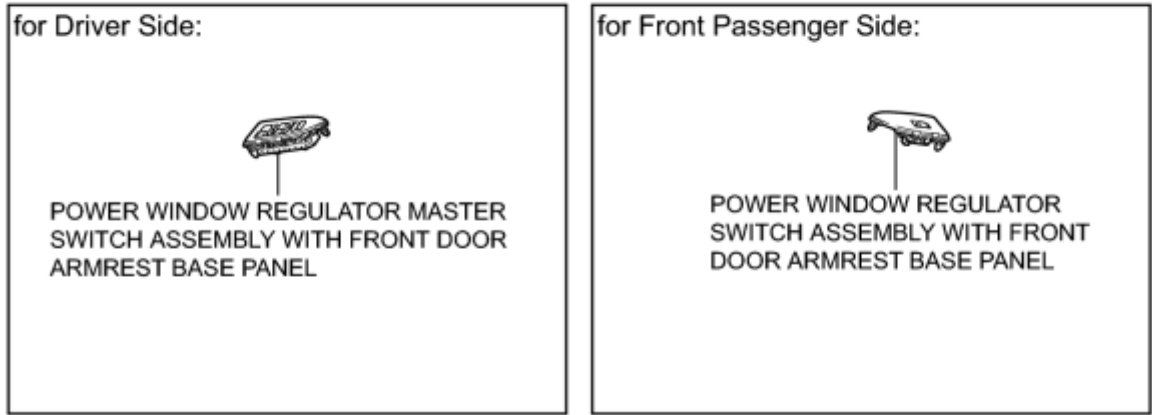 for Driver Side:
POWER WINDOW REGULATOR MASTER
SWITCH ASSEMBLY WITH FRONT DOOR
ARMREST BASE PANEL
for Front Passenger Side:
POWER WINDOW REGULATOR
SWITCH ASSEMBLY WITH FRONT
DOOR ARMREST BASE PANEL